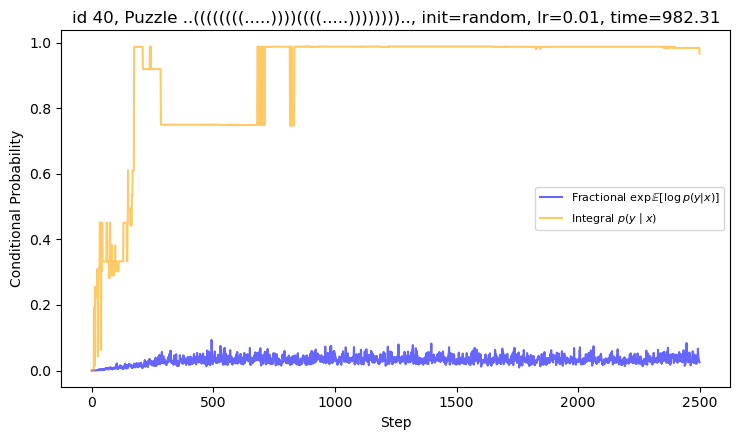 id 40, Puzzle ..((((((((.....))))((((.....)))))))).., init=random, lr=0.01, time=982.31
1.0
0.8
0.6
0.4
0.2
0.0
Conditional Probability
Fractional exp𝔼[log p(y|x)]
Integral p(y | x)
0 500 1000 1500 2000 2500
Step